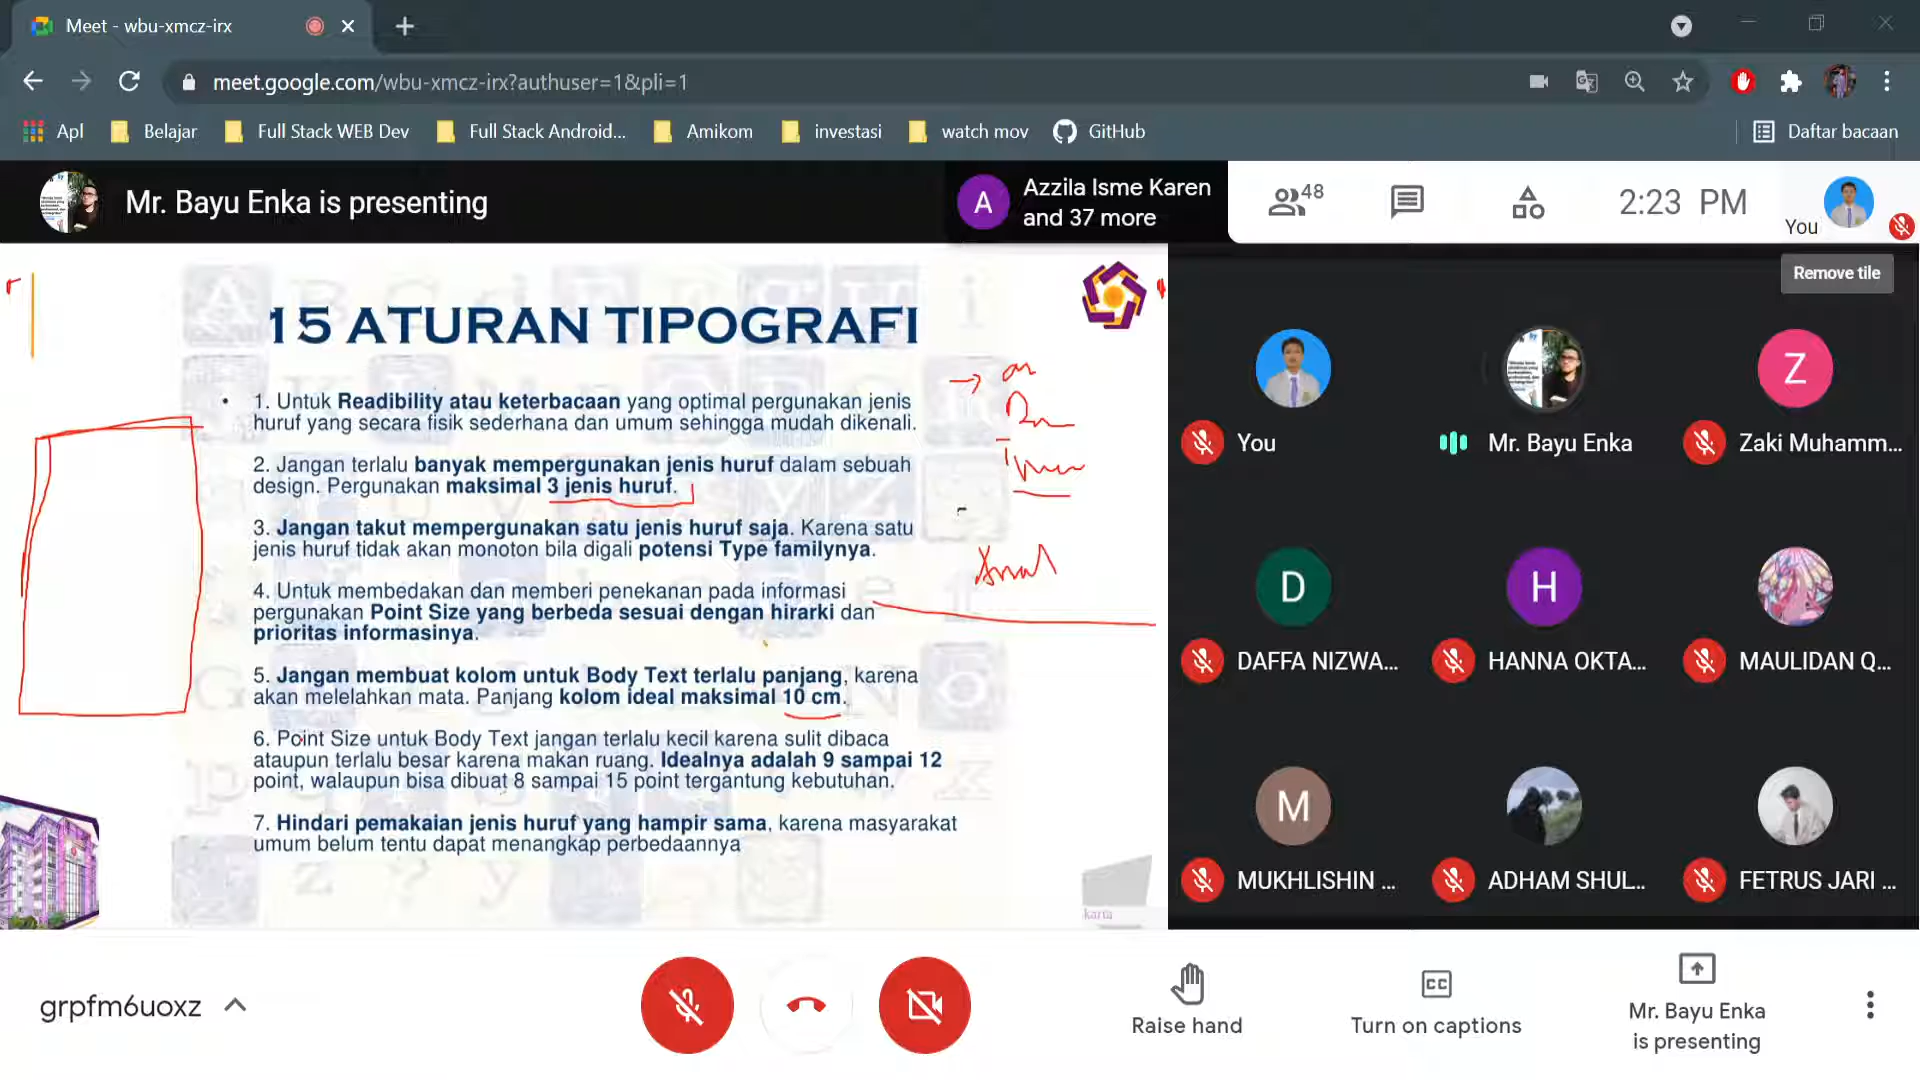 Meet - wbu-xmcz-irx
meet.google.com/wbu-xmcz-irx?authuser=1&pli=1
Apl
Belajar
Full Stack WEB Dev
Full Stack Android...
Amikom
investasi
watch mov
GitHub
Daftar bacaan
Mr. Bayu Enka is presenting
A
Azzila Isme Karen
and 37 more
48
2:23 PM
You
Remove tile
15 ATURAN TIPOGRAFI
• 1. Untuk Readibility atau keterbacaan yang optimal pergunakan jenis
huruf yang secara fisik sederhana dan umum sehingga mudah dikenali.
2. Jangan terlalu banyak mempergunakan jenis huruf dalam sebuah
design. Pergunakan maksimal 3 jenis huruf.
3. Jangan takut mempergunakan satu jenis huruf saja. Karena satu
jenis huruf tidak akan monoton bila digali potensi Type familynya.
4. Untuk membedakan dan memberi penekanan pada informasi
pergunakan Point Size yang berbeda sesuai dengan hirarki dan
prioritas informasinya.
5. Jangan membuat kolom untuk Body Text terlalu panjang, karena
akan melelahkan mata. Panjang kolom ideal maksimal 10 cm.
6. Point Size untuk Body Text jangan terlalu kecil karena sulit dibaca
ataupun terlalu besar karena makan ruang. Idealnya adalah 9 sampai 12
point, walaupun bisa dibuat 8 sampai 15 point tergantung kebutuhan.
7. Hindari pemakaian jenis huruf yang hampir sama, karena masyarakat
umum belum tentu dapat menangkap perbedaannya
karta
You
Mr. Bayu Enka
Z
Zaki Muhamm...
D
DAFFA NIZWA...
H
HANNA OKTA...
MAULIDAN Q...
M
MUKHLISHIN ...
ADHAM SHUL...
FETRUS JARI ...
grpfm6uoxz
Raise hand
Turn on captions
Mr. Bayu Enka
is presenting